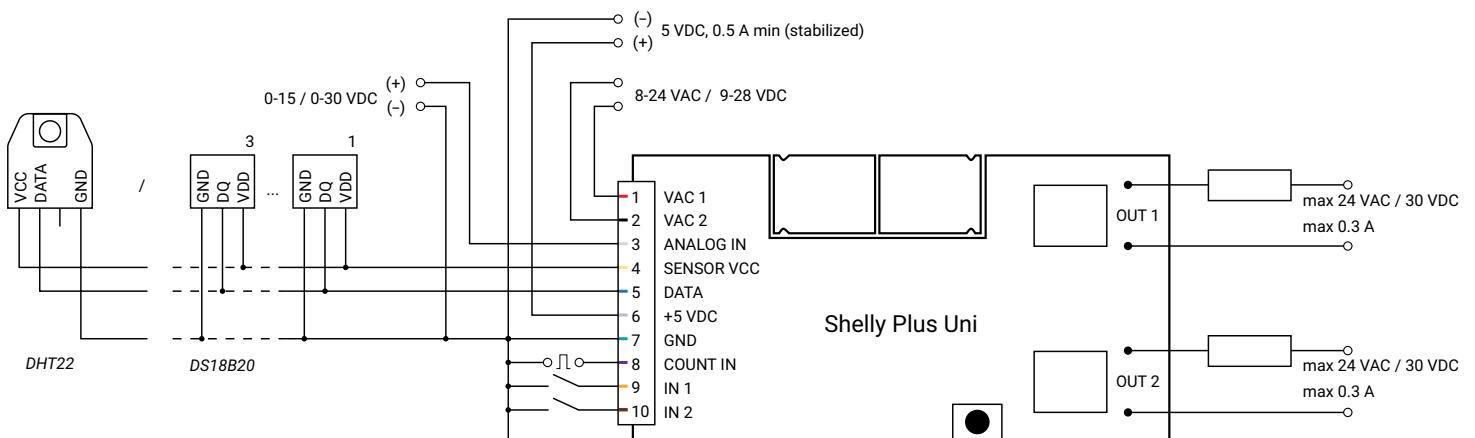 (−)
5 VDC, 0.5 A min (stabilized)
(+)
(+)
0-15 / 0-30 VDC
(−)
8-24 VAC / 9-28 VDC
3
1
VCC
DATA
GND
/
GND
DQ
VDD
...
GND
DQ
VDD
1 VAC 1
2 VAC 2
3 ANALOG IN
4 SENSOR VCC
5 DATA
6 +5 VDC
7 GND
8 COUNT IN
9 IN 1
10 IN 2
DHT22
DS18B20
Shelly Plus Uni
OUT 1
max 24 VAC / 30 VDC
max 0.3 A
OUT 2
max 24 VAC / 30 VDC
max 0.3 A